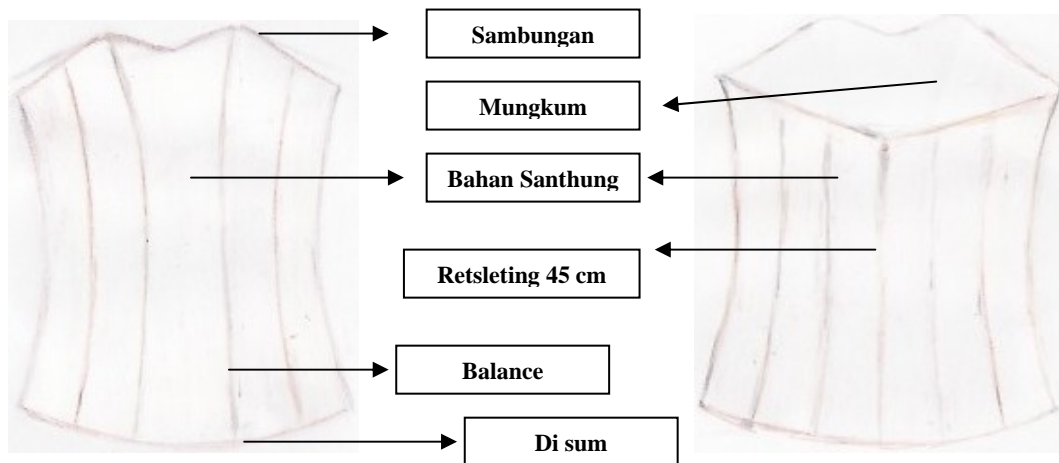 Sambungan
Mungkum
Bahan Santhung
Retsleting 45 cm
Balance
Di sum